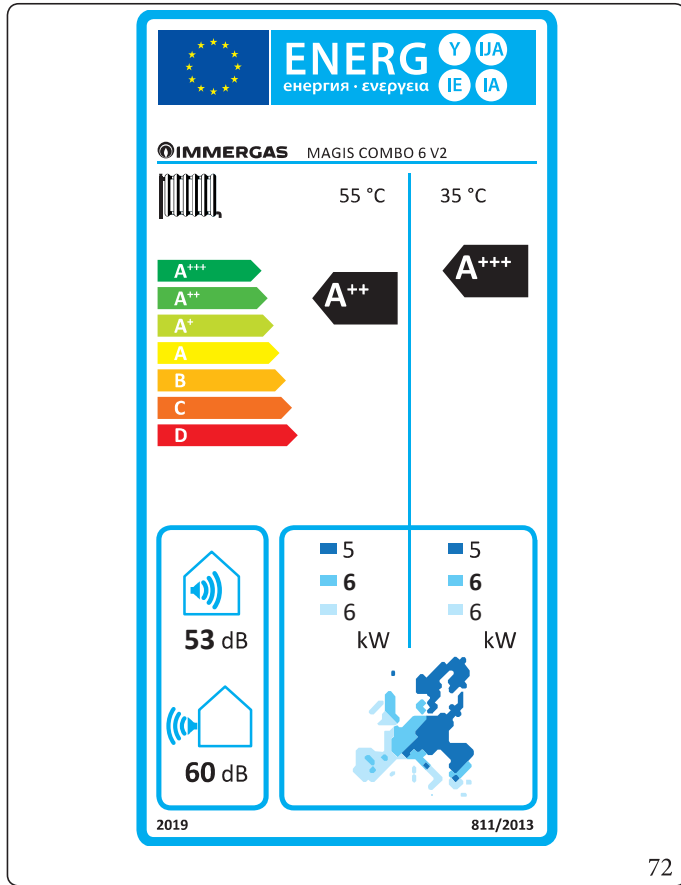 ENERG Y IJA
енергия · ενεργεια IE IA
IMMERGAS MAGIS COMBO 6 V2
55 °C 35 °C
A+++
A++
A+
A
B
C
D
A++
A+++
5 5
6 6
6 6
kW kW
53 dB
60 dB
2019 811/2013
72